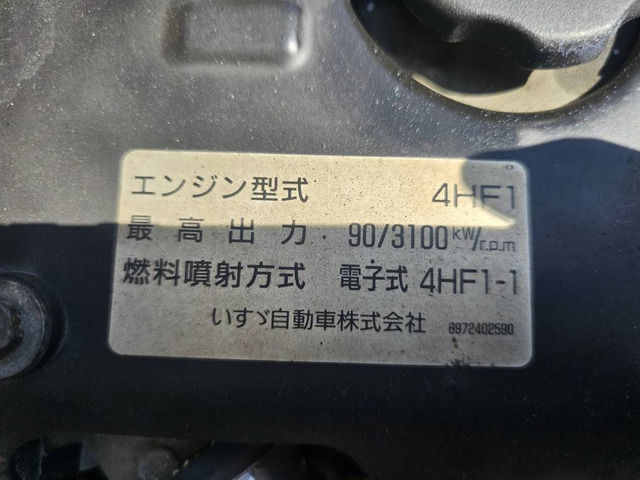 エンジン型式 4HF1
最高出力 90/3100 kW/r.p.m
燃料噴射方式 電子式 4HF1-1
いすゞ自動車株式会社 8972402590